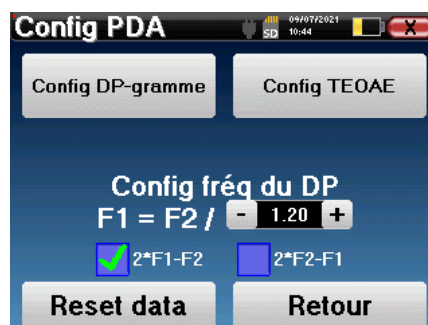 Config PDA
SD
09/07/2021
10:44
X
Config DP-gramme
Config TEOAE
Config fréq du DP
F1 = F2 / - 1.20 +
2*F1-F2
2*F2-F1
Reset data
Retour